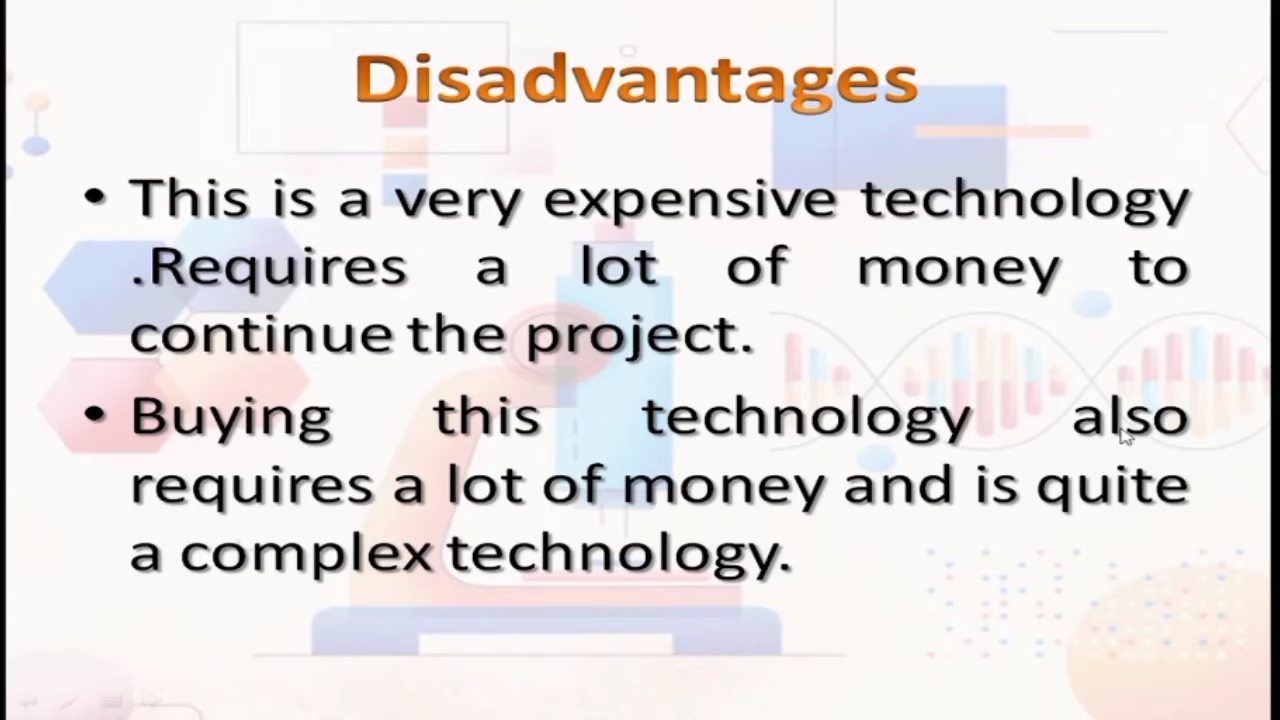 Disadvantages
• This is a very expensive technology
.Requires a lot of money to
continue the project.
• Buying this technology also
requires a lot of money and is quite
a complex technology.